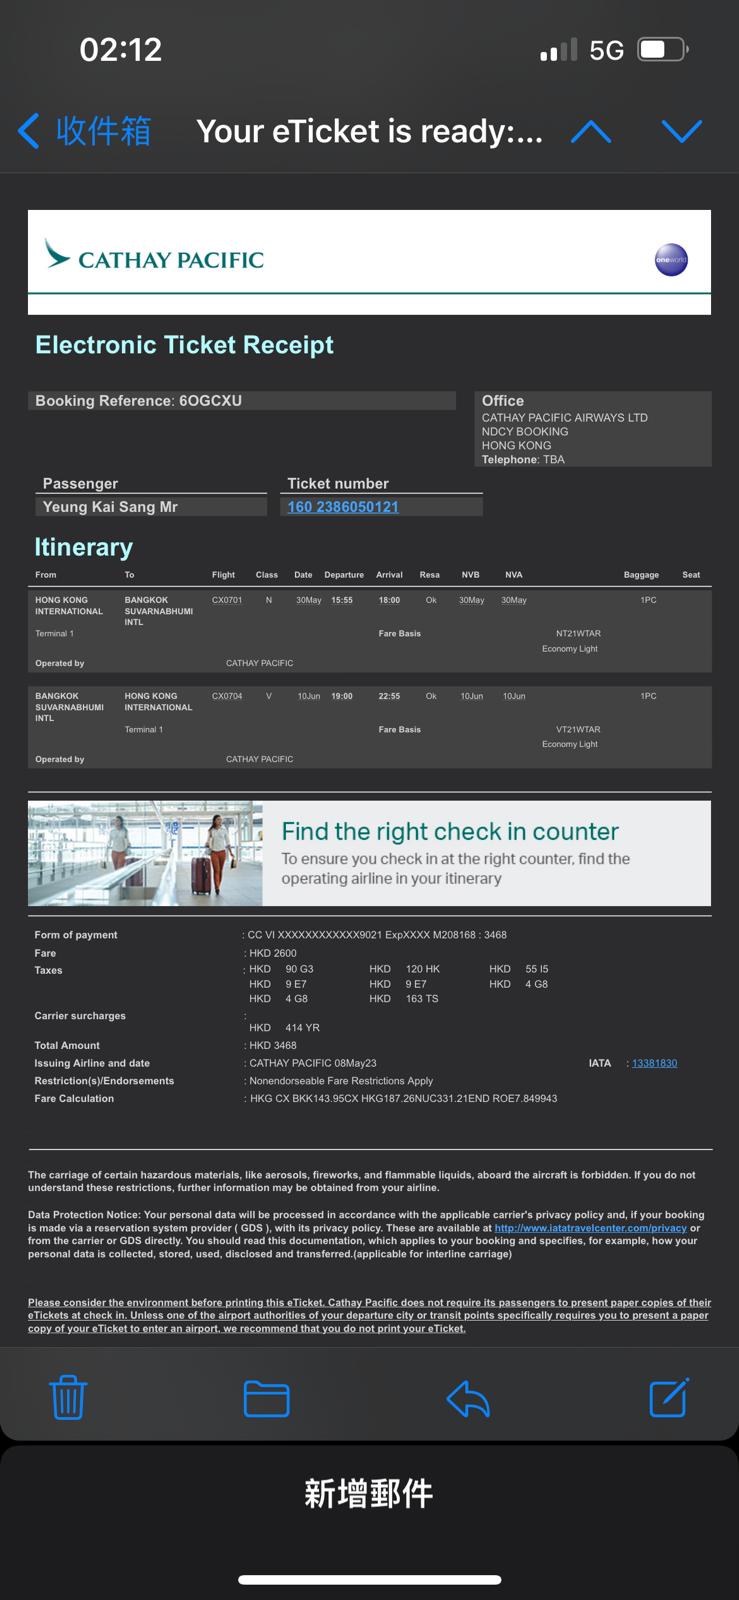 02:12
5G
收件箱
Your eTicket is ready:...
CATHAY PACIFIC
oneworld
Electronic Ticket Receipt
Booking Reference: 6OGCXU
Office
CATHAY PACIFIC AIRWAYS LTD
NDCY BOOKING
HONG KONG
Telephone: TBA
Passenger Ticket number
Yeung Kai Sang Mr 160 2386050121
Itinerary
From To Flight Class Date Departure Arrival Resa NVB NVA Baggage Seat
HONG KONG BANGKOK CX0701 N 30May 15:55 18:00 Ok 30May 30May 1PC
INTERNATIONAL SUVARNABHUMI
INTL
Terminal 1 Fare Basis NT21WTAR
Economy Light
Operated by CATHAY PACIFIC
BANGKOK HONG KONG CX0704 V 10Jun 19:00 22:55 Ok 10Jun 10Jun 1PC
SUVARNABHUMI INTERNATIONAL
INTL
Terminal 1 Fare Basis VT21WTAR
Economy Light
Operated by CATHAY PACIFIC
Find the right check in counter
To ensure you check in at the right counter, find the
operating airline in your itinerary
Form of payment : CC VI XXXXXXXXXXXX9021 ExpXXXX M208168 : 3468
Fare : HKD 2600
Taxes : HKD 90 G3 HKD 120 HK HKD 55 I5
HKD 9 E7 HKD 9 E7 HKD 4 G8
HKD 4 G8 HKD 163 TS
Carrier surcharges :
HKD 414 YR
Total Amount : HKD 3468
Issuing Airline and date : CATHAY PACIFIC 08May23 IATA : 13381830
Restriction(s)/Endorsements : Nonendorseable Fare Restrictions Apply
Fare Calculation : HKG CX BKK143.95CX HKG187.26NUC331.21END ROE7.849943
The carriage of certain hazardous materials, like aerosols, fireworks, and flammable liquids, aboard the aircraft is forbidden. If you do not
understand these restrictions, further information may be obtained from your airline.
Data Protection Notice: Your personal data will be processed in accordance with the applicable carrier's privacy policy and, if your booking
is made via a reservation system provider ( GDS ), with its privacy policy. These are available at http://www.iatatravelcenter.com/privacy or
from the carrier or GDS directly. You should read this documentation, which applies to your booking and specifies, for example, how your
personal data is collected, stored, used, disclosed and transferred.(applicable for interline carriage)
Please consider the environment before printing this eTicket. Cathay Pacific does not require its passengers to present paper copies of their
eTickets at check in. Unless one of the airport authorities of your departure city or transit points specifically requires you to present a paper
copy of your eTicket to enter an airport, we recommend that you do not print your eTicket.
新增郵件